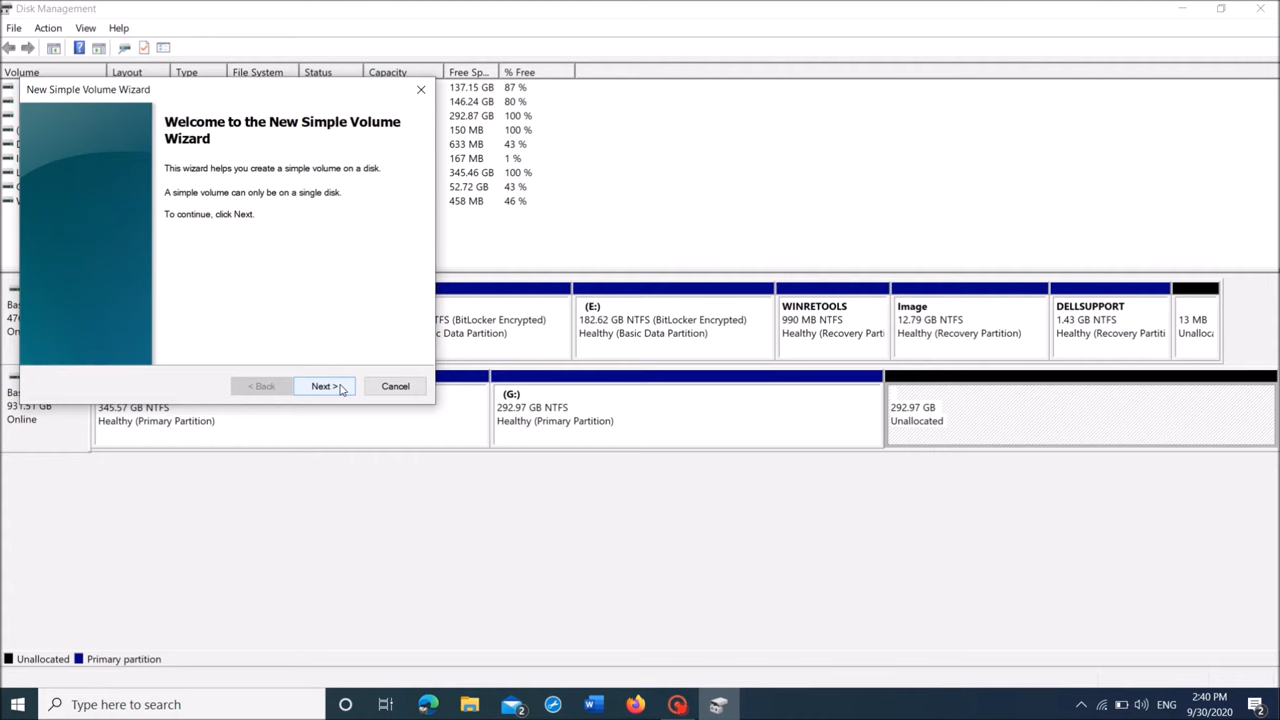 Disk Management
File Action View Help
Volume Layout Type File System Status Capacity Free Sp... % Free
137.15 GB 87 %
146.24 GB 80 %
292.87 GB 100 %
150 MB 100 %
633 MB 43 %
167 MB 1 %
345.46 GB 100 %
52.72 GB 43 %
458 MB 46 %
New Simple Volume Wizard
Welcome to the New Simple Volume
Wizard
This wizard helps you create a simple volume on a disk.
A simple volume can only be on a single disk.
To continue, click Next.
< Back Next > Cancel
(E:) WINRETOOLS Image DELLSUPPORT
Bas TFS (BitLocker Encrypted) 182.62 GB NTFS (BitLocker Encrypted) 990 MB NTFS 12.79 GB NTFS 1.43 GB NTFS 13 MB
Onl c Data Partition) Healthy (Basic Data Partition) Healthy (Recovery Parti Healthy (Recovery Partition) Healthy (Recovery Partiti Unalloc
(G:)
Bas
931.51 GB 345.57 GB NTFS 292.97 GB NTFS 292.97 GB
Online Healthy (Primary Partition) Healthy (Primary Partition) Unallocated
Unallocated Primary partition
Type here to search
2
W
ENG
2:40 PM
9/30/2020
2